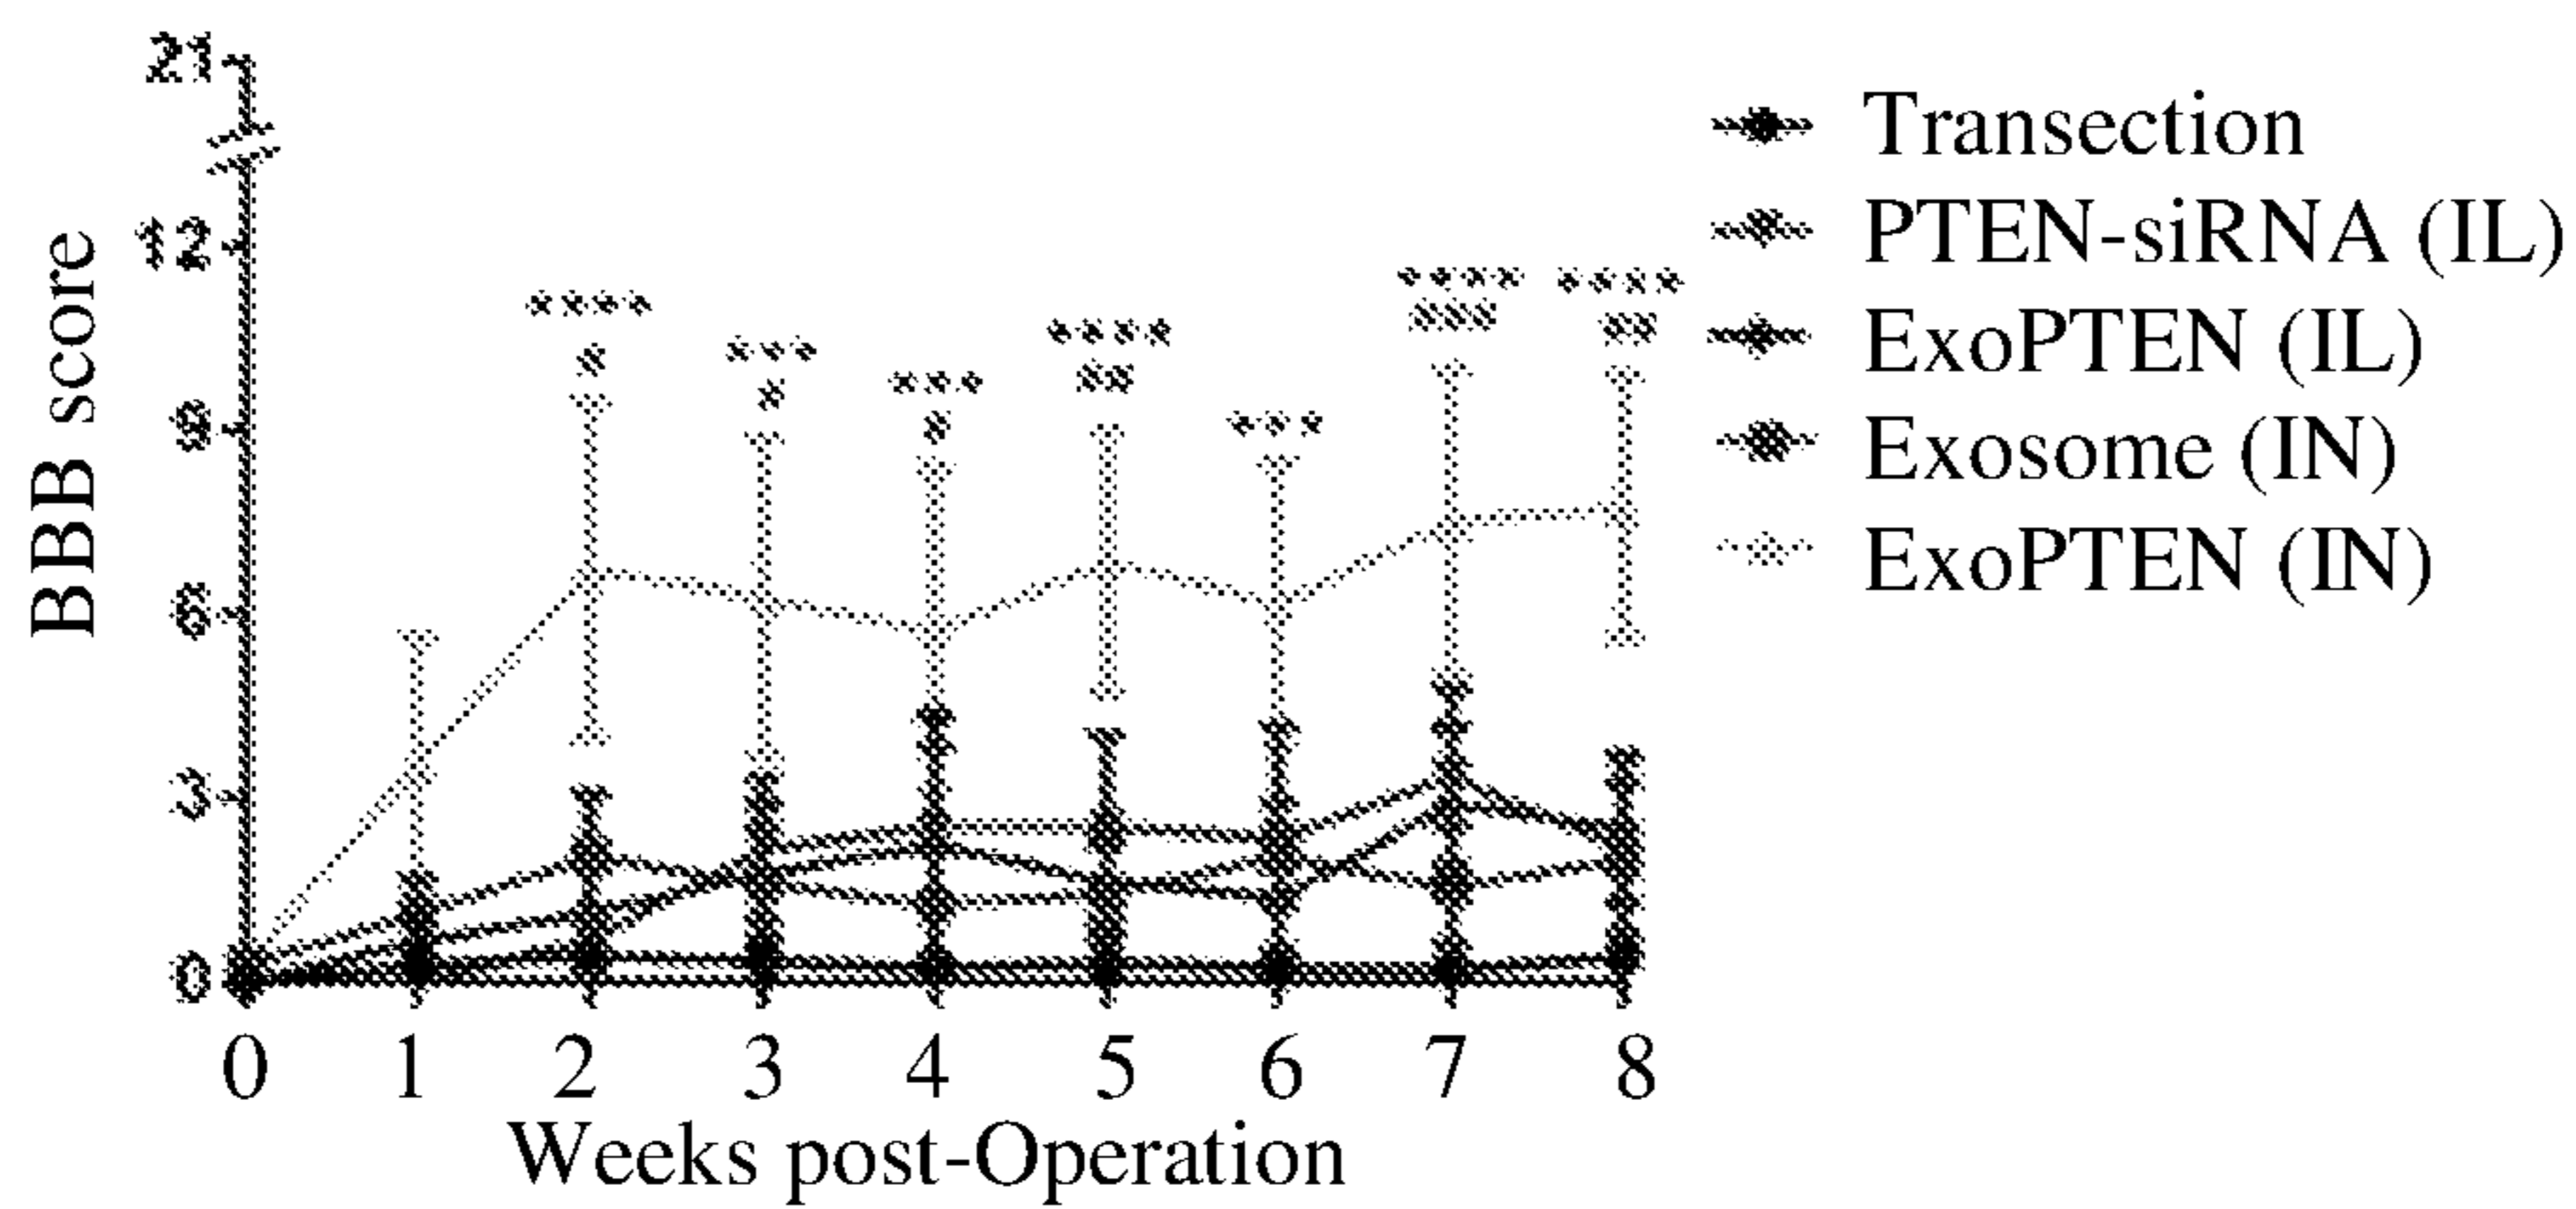 21
12
9
6
3
0
BBB score
****
#
***
#
***
#
****
##
***
****
###
****
##
0 1 2 3 4 5 6 7 8
Weeks post-Operation
Transection
PTEN-siRNA (IL)
ExoPTEN (IL)
Exosome (IN)
ExoPTEN (IN)